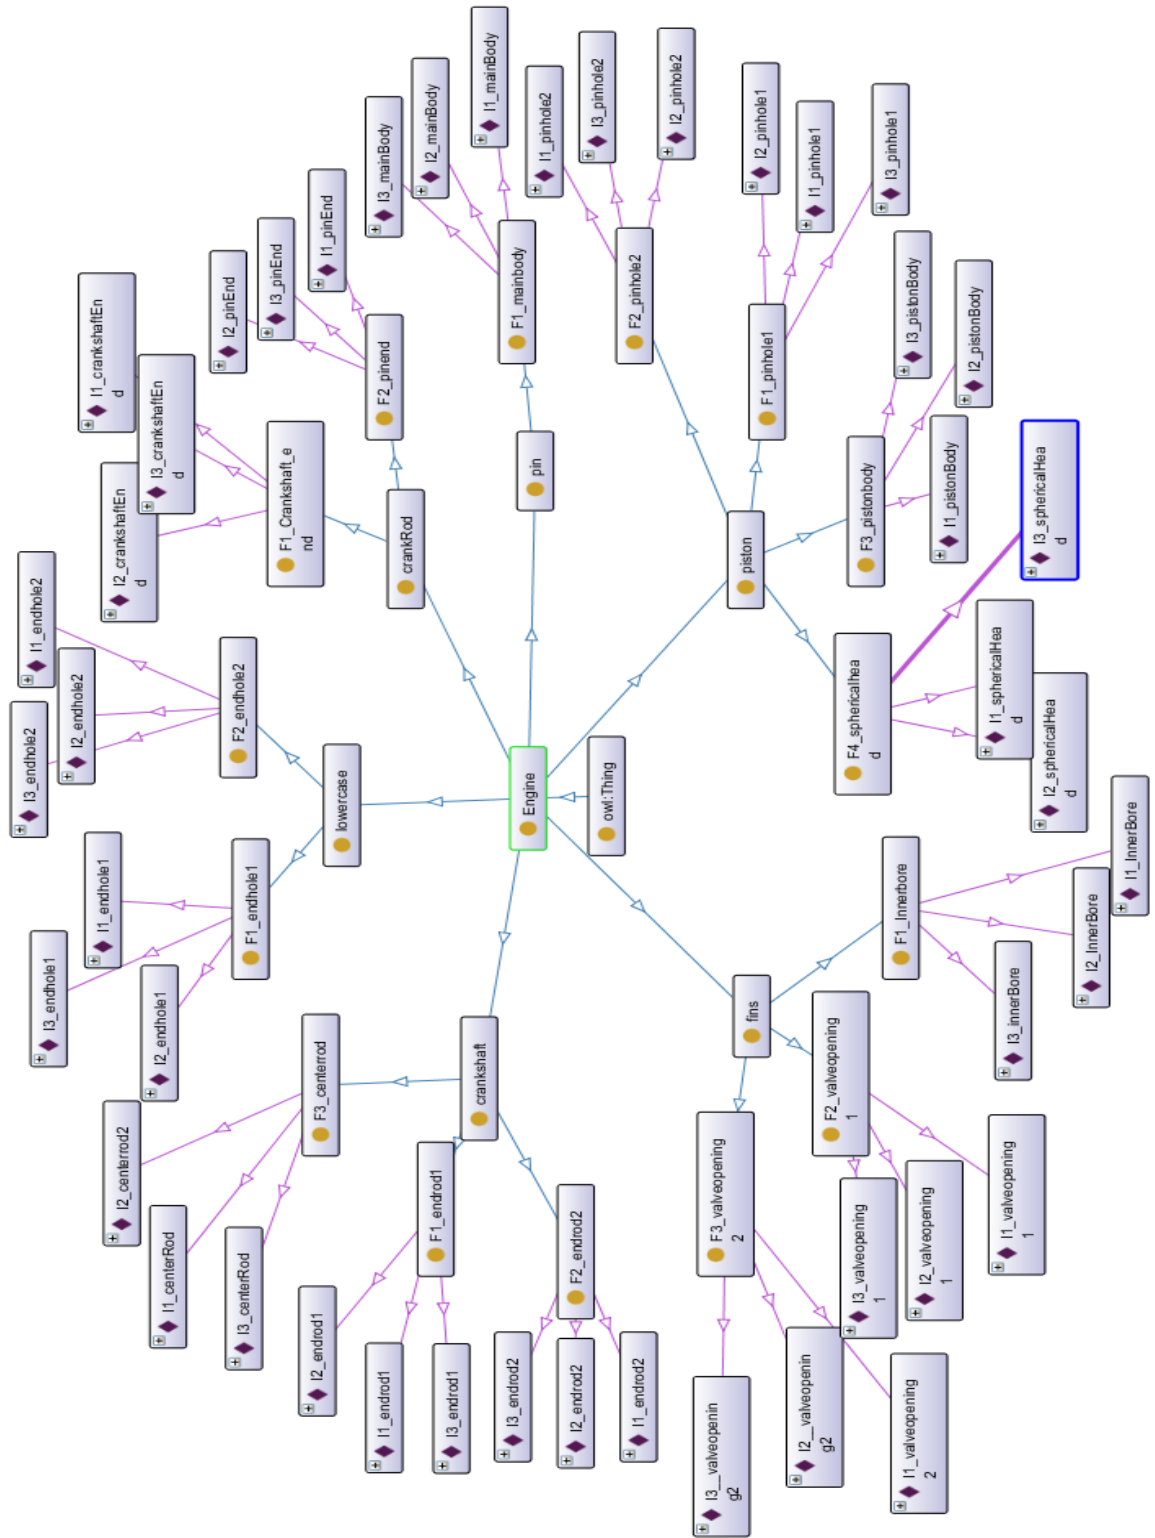 I3_endhole2
I1_endhole2
I3_endhole1
I2_endhole2
I1_endhole1
I1_crankshaftEn
d
I2_centerrod2
I2_crankshaftEn
d
I2_endhole1
I3_crankshaftEn
d
I1_centerRod
I2_pinEnd
F2_endhole2
I3_centerRod
F1_endhole1
I3_pinEnd
F1_Crankshaft_e
nd
I2_endrod1
F3_centerrod
I1_pinEnd
lowercase
I1_endrod1
F2_pinend
I3_mainBody
crankRod
I2_mainBody
F1_endrod1
I3_endrod1
crankshaft
I1_mainBody
I3_endrod2
F1_mainbody
Engine
pin
I1_pinhole2
I2_endrod2
F2_endrod2
I3_pinhole2
owl:Thing
F2_pinhole2
I1_endrod2
I2_pinhole2
I3__valveopenin
g2
F3_valveopening
2
piston
fins
I2_pinhole1
F1_pinhole1
I2__valveopenin
g2
I1_pinhole1
F2_valveopening
1
F4_sphericalhea
d
F3_pistonbody
I3_valveopening
1
I3_pinhole1
F1_Innerbore
I3_pistonBody
I1_valveopening
2
I2_valveopening
1
I1_pistonBody
I2_pistonBody
I1_sphericalHea
d
I1_valveopening
1
I3_innerBore
I3_sphericalHea
d
I2_sphericalHea
d
I2_InnerBore
I1_InnerBore